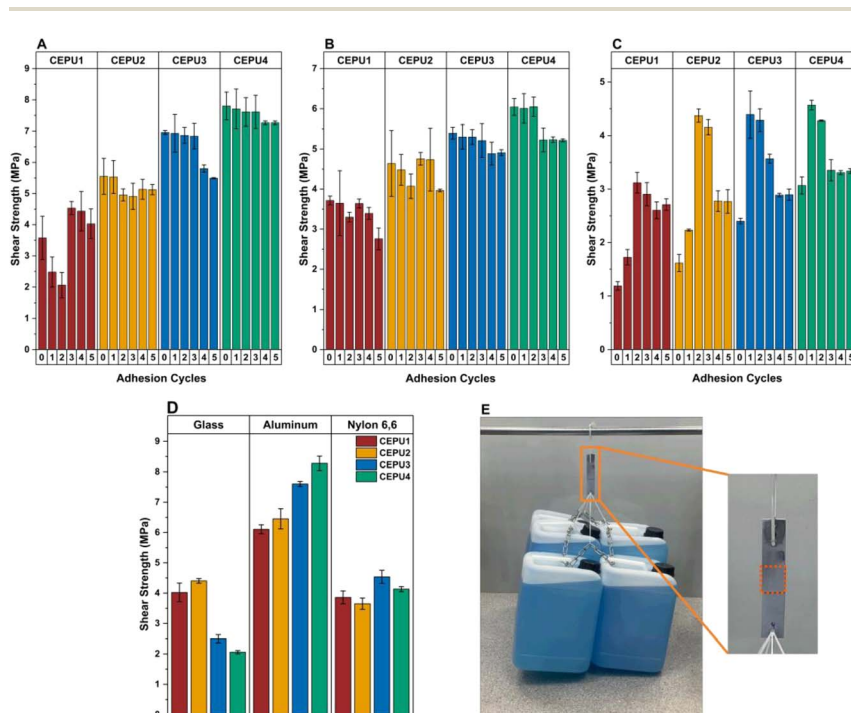 A
CEPU1 CEPU2 CEPU3 CEPU4
9
8
7
6
5
4
3
2
1
0
Shear Strength (MPa)
0 1 2 3 4 5 0 1 2 3 4 5 0 1 2 3 4 5 0 1 2 3 4 5
Adhesion Cycles
B
CEPU1 CEPU2 CEPU3 CEPU4
7
6
5
4
3
2
1
0
Shear Strength (MPa)
0 1 2 3 4 5 0 1 2 3 4 5 0 1 2 3 4 5 0 1 2 3 4 5
Adhesion Cycles
C
CEPU1 CEPU2 CEPU3 CEPU4
5
4
3
2
1
0
Shear Strength (MPa)
0 1 2 3 4 5 0 1 2 3 4 5 0 1 2 3 4 5 0 1 2 3 4 5
Adhesion Cycles
D
Glass Aluminum Nylon 6,6
CEPU1
CEPU2
CEPU3
CEPU4
9
8
7
6
5
4
3
2
1
Shear Strength (MPa)
E